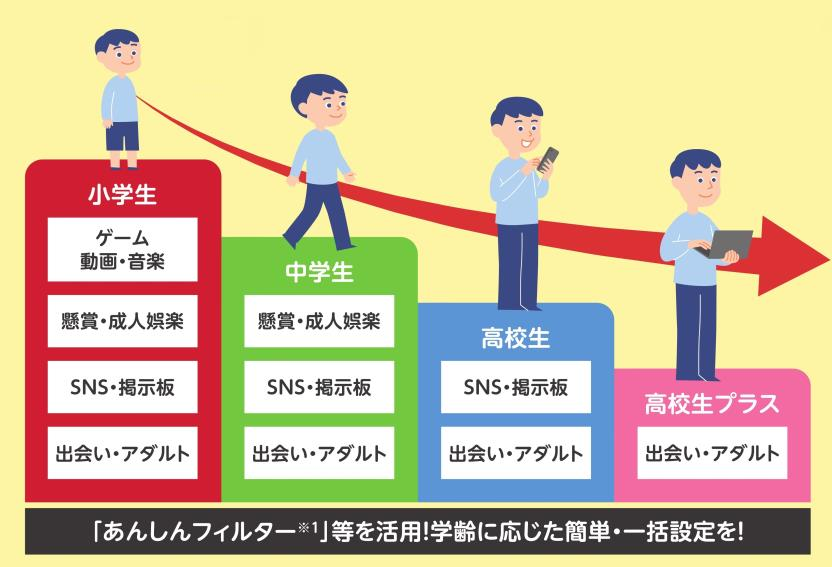 小学生
ゲーム
動画・音楽
懸賞・成人娯楽
SNS・掲示板
出会い・アダルト
中学生
懸賞・成人娯楽
SNS・掲示板
出会い・アダルト
高校生
SNS・掲示板
出会い・アダルト
高校生プラス
出会い・アダルト
「あんしんフィルター※1」等を活用!学齢に応じた簡単・一括設定を!